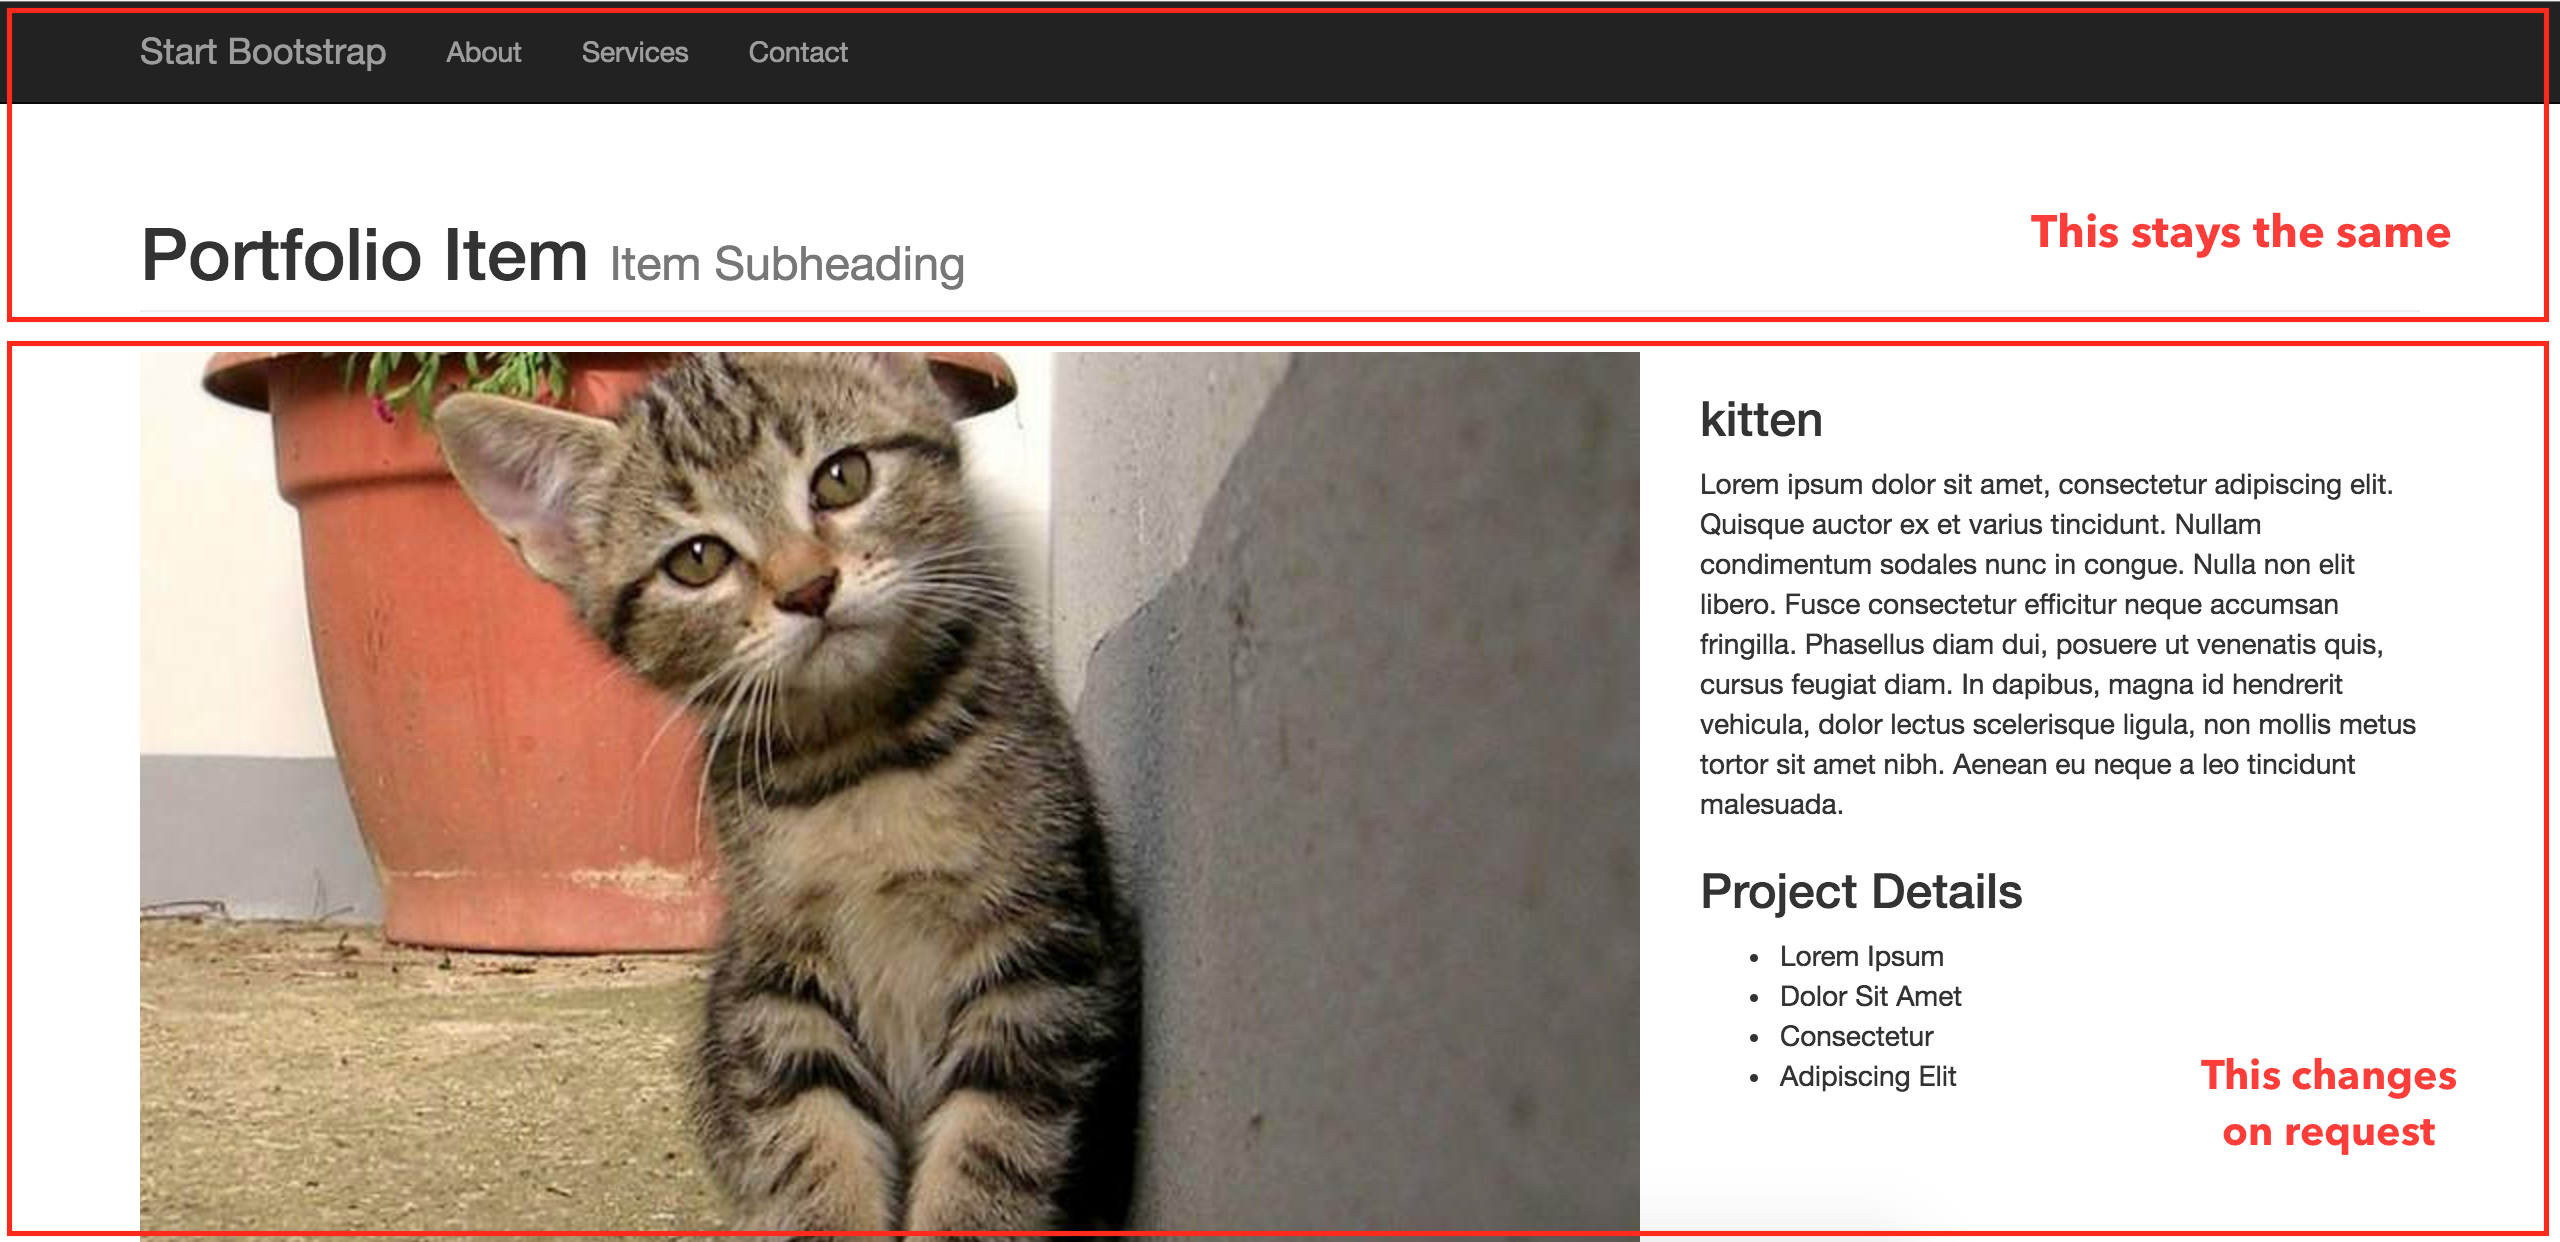 Start Bootstrap About Services Contact
Portfolio Item Item Subheading
This stays the same
kitten
Lorem ipsum dolor sit amet, consectetur adipiscing elit.
Quisque auctor ex et varius tincidunt. Nullam
condimentum sodales nunc in congue. Nulla non elit
libero. Fusce consectetur efficitur neque accumsan
fringilla. Phasellus diam dui, posuere ut venenatis quis,
cursus feugiat diam. In dapibus, magna id hendrerit
vehicula, dolor lectus scelerisque ligula, non mollis metus
tortor sit amet nibh. Aenean eu neque a leo tincidunt
malesuada.
Project Details
• Lorem Ipsum
• Dolor Sit Amet
• Consectetur
• Adipiscing Elit
This changes
on request